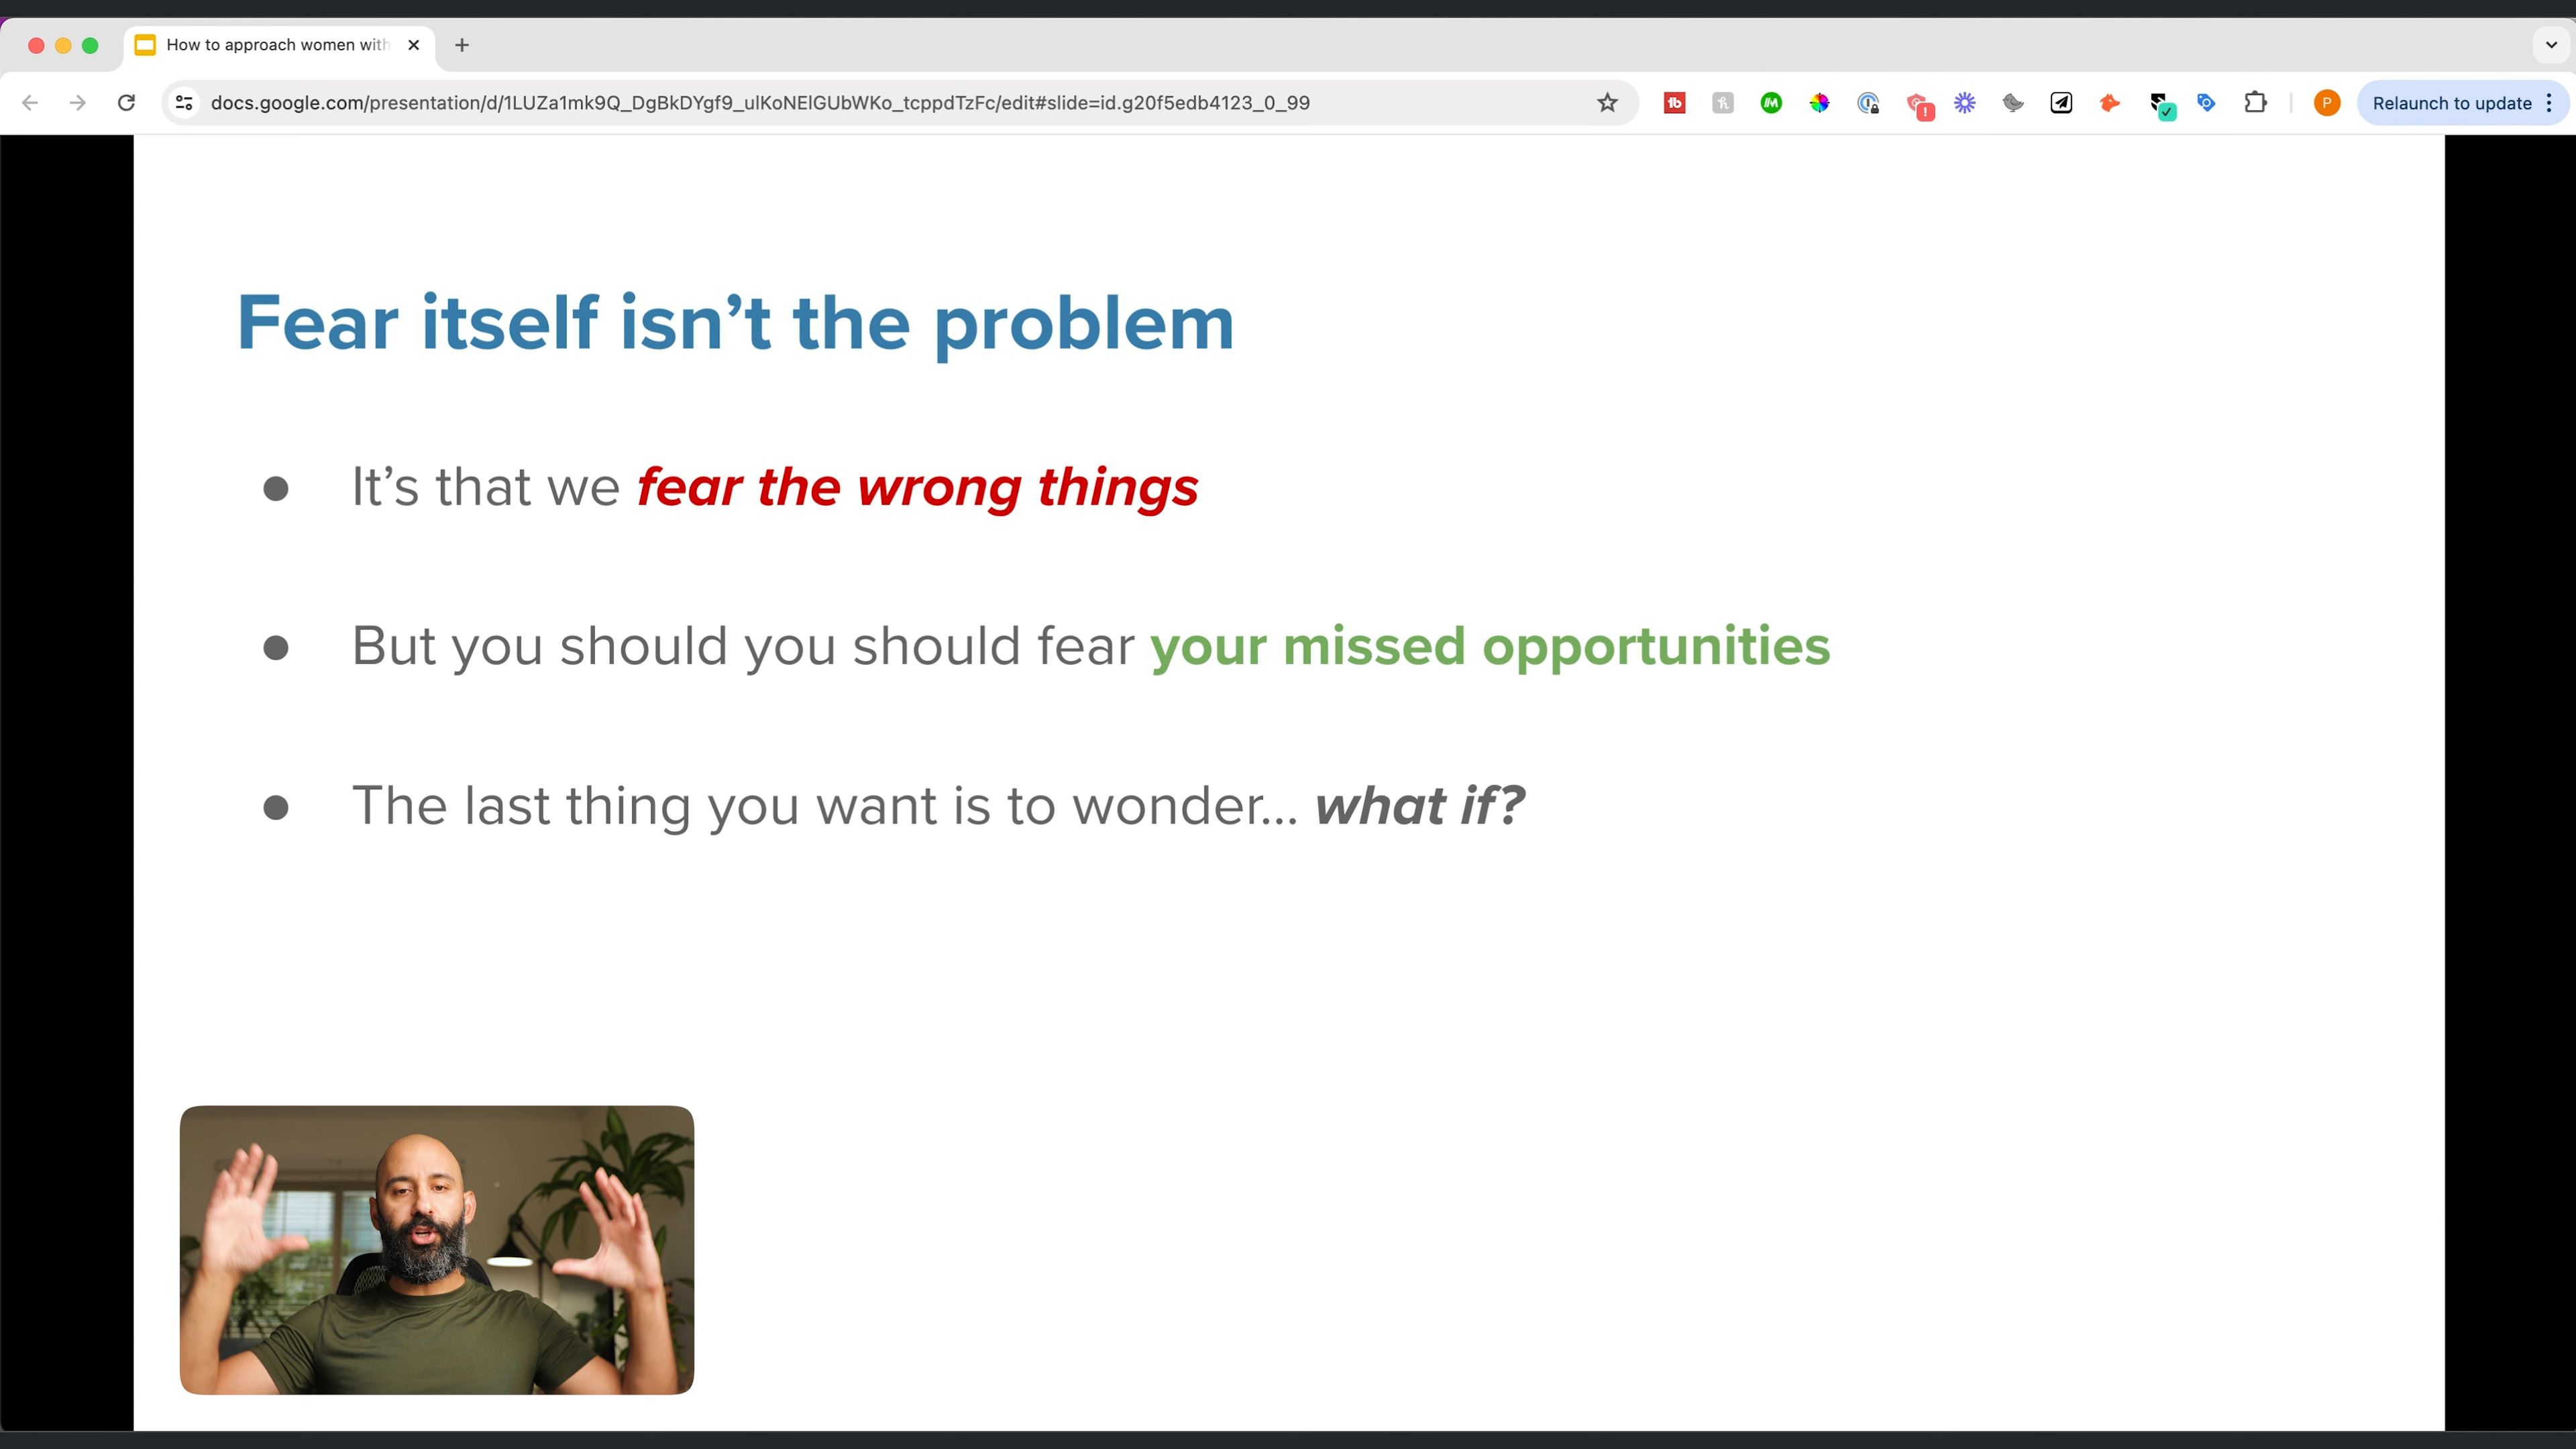 How to approach women with
docs.google.com/presentation/d/1LUZa1mk9Q_DgBkDYgf9_ulKoNEIGUbWKo_tcppdTzFc/edit#slide=id.g20f5edb4123_0_99
P
Relaunch to update
Fear itself isn’t the problem
● It’s that we fear the wrong things
● But you should you should fear your missed opportunities
● The last thing you want is to wonder... what if?